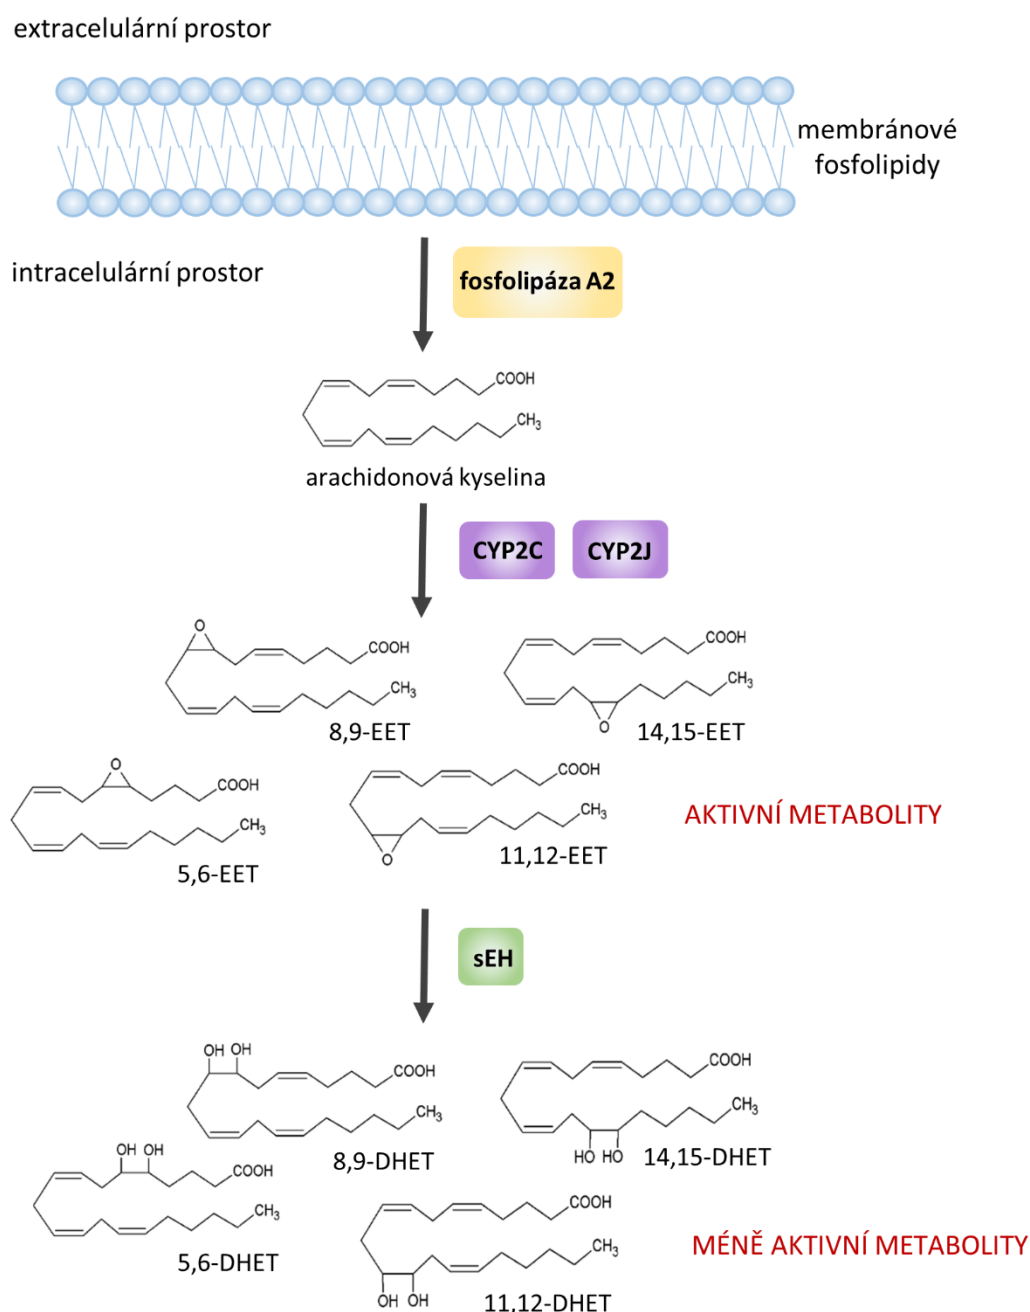 extracelulární prostor
membránové
fosfolipidy
intracelulární prostor
fosfolipáza A2
COOH
CH3
arachidonová kyselina
CYP2C CYP2J
O
COOH
CH3
8,9-EET
COOH
CH3
O
14,15-EET
O
COOH
CH3
5,6-EET
COOH
CH3
O
11,12-EET
AKTIVNÍ METABOLITY
sEH
OH OH
COOH
CH3
8,9-DHET
COOH
CH3
HO HO
14,15-DHET
OH OH
COOH
CH3
5,6-DHET
COOH
CH3
OH OH
11,12-DHET
MÉNĚ AKTIVNÍ METABOLITY